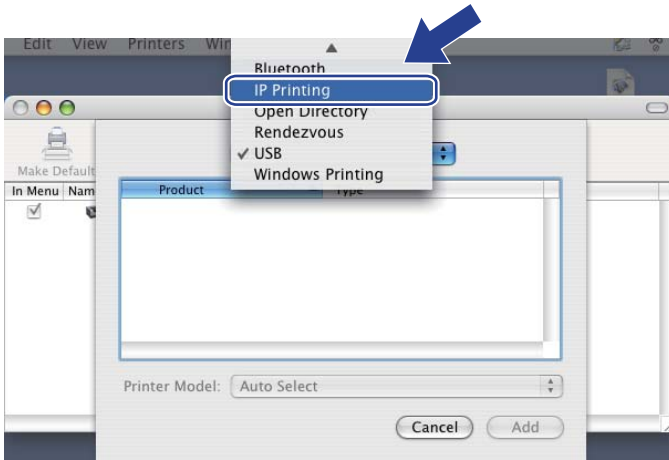 Edit View Printers
Bluetooth
IP Printing
Open Directory
Rendezvous
✓ USB
Windows Printing
Make Default
In Menu
Product
Type
Printer Model: Auto Select
Cancel Add